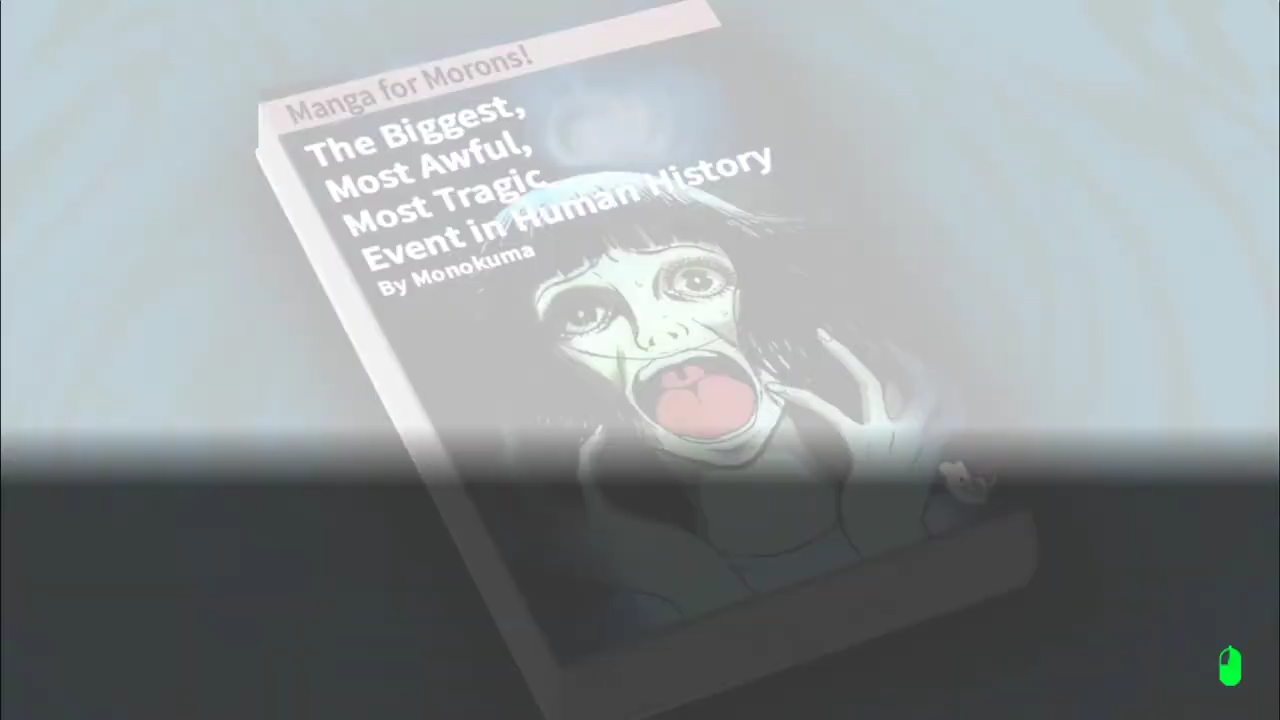 Manga for Morons!
The Biggest,
Most Awful,
Most Tragic
Event in Human History
By Monokuma